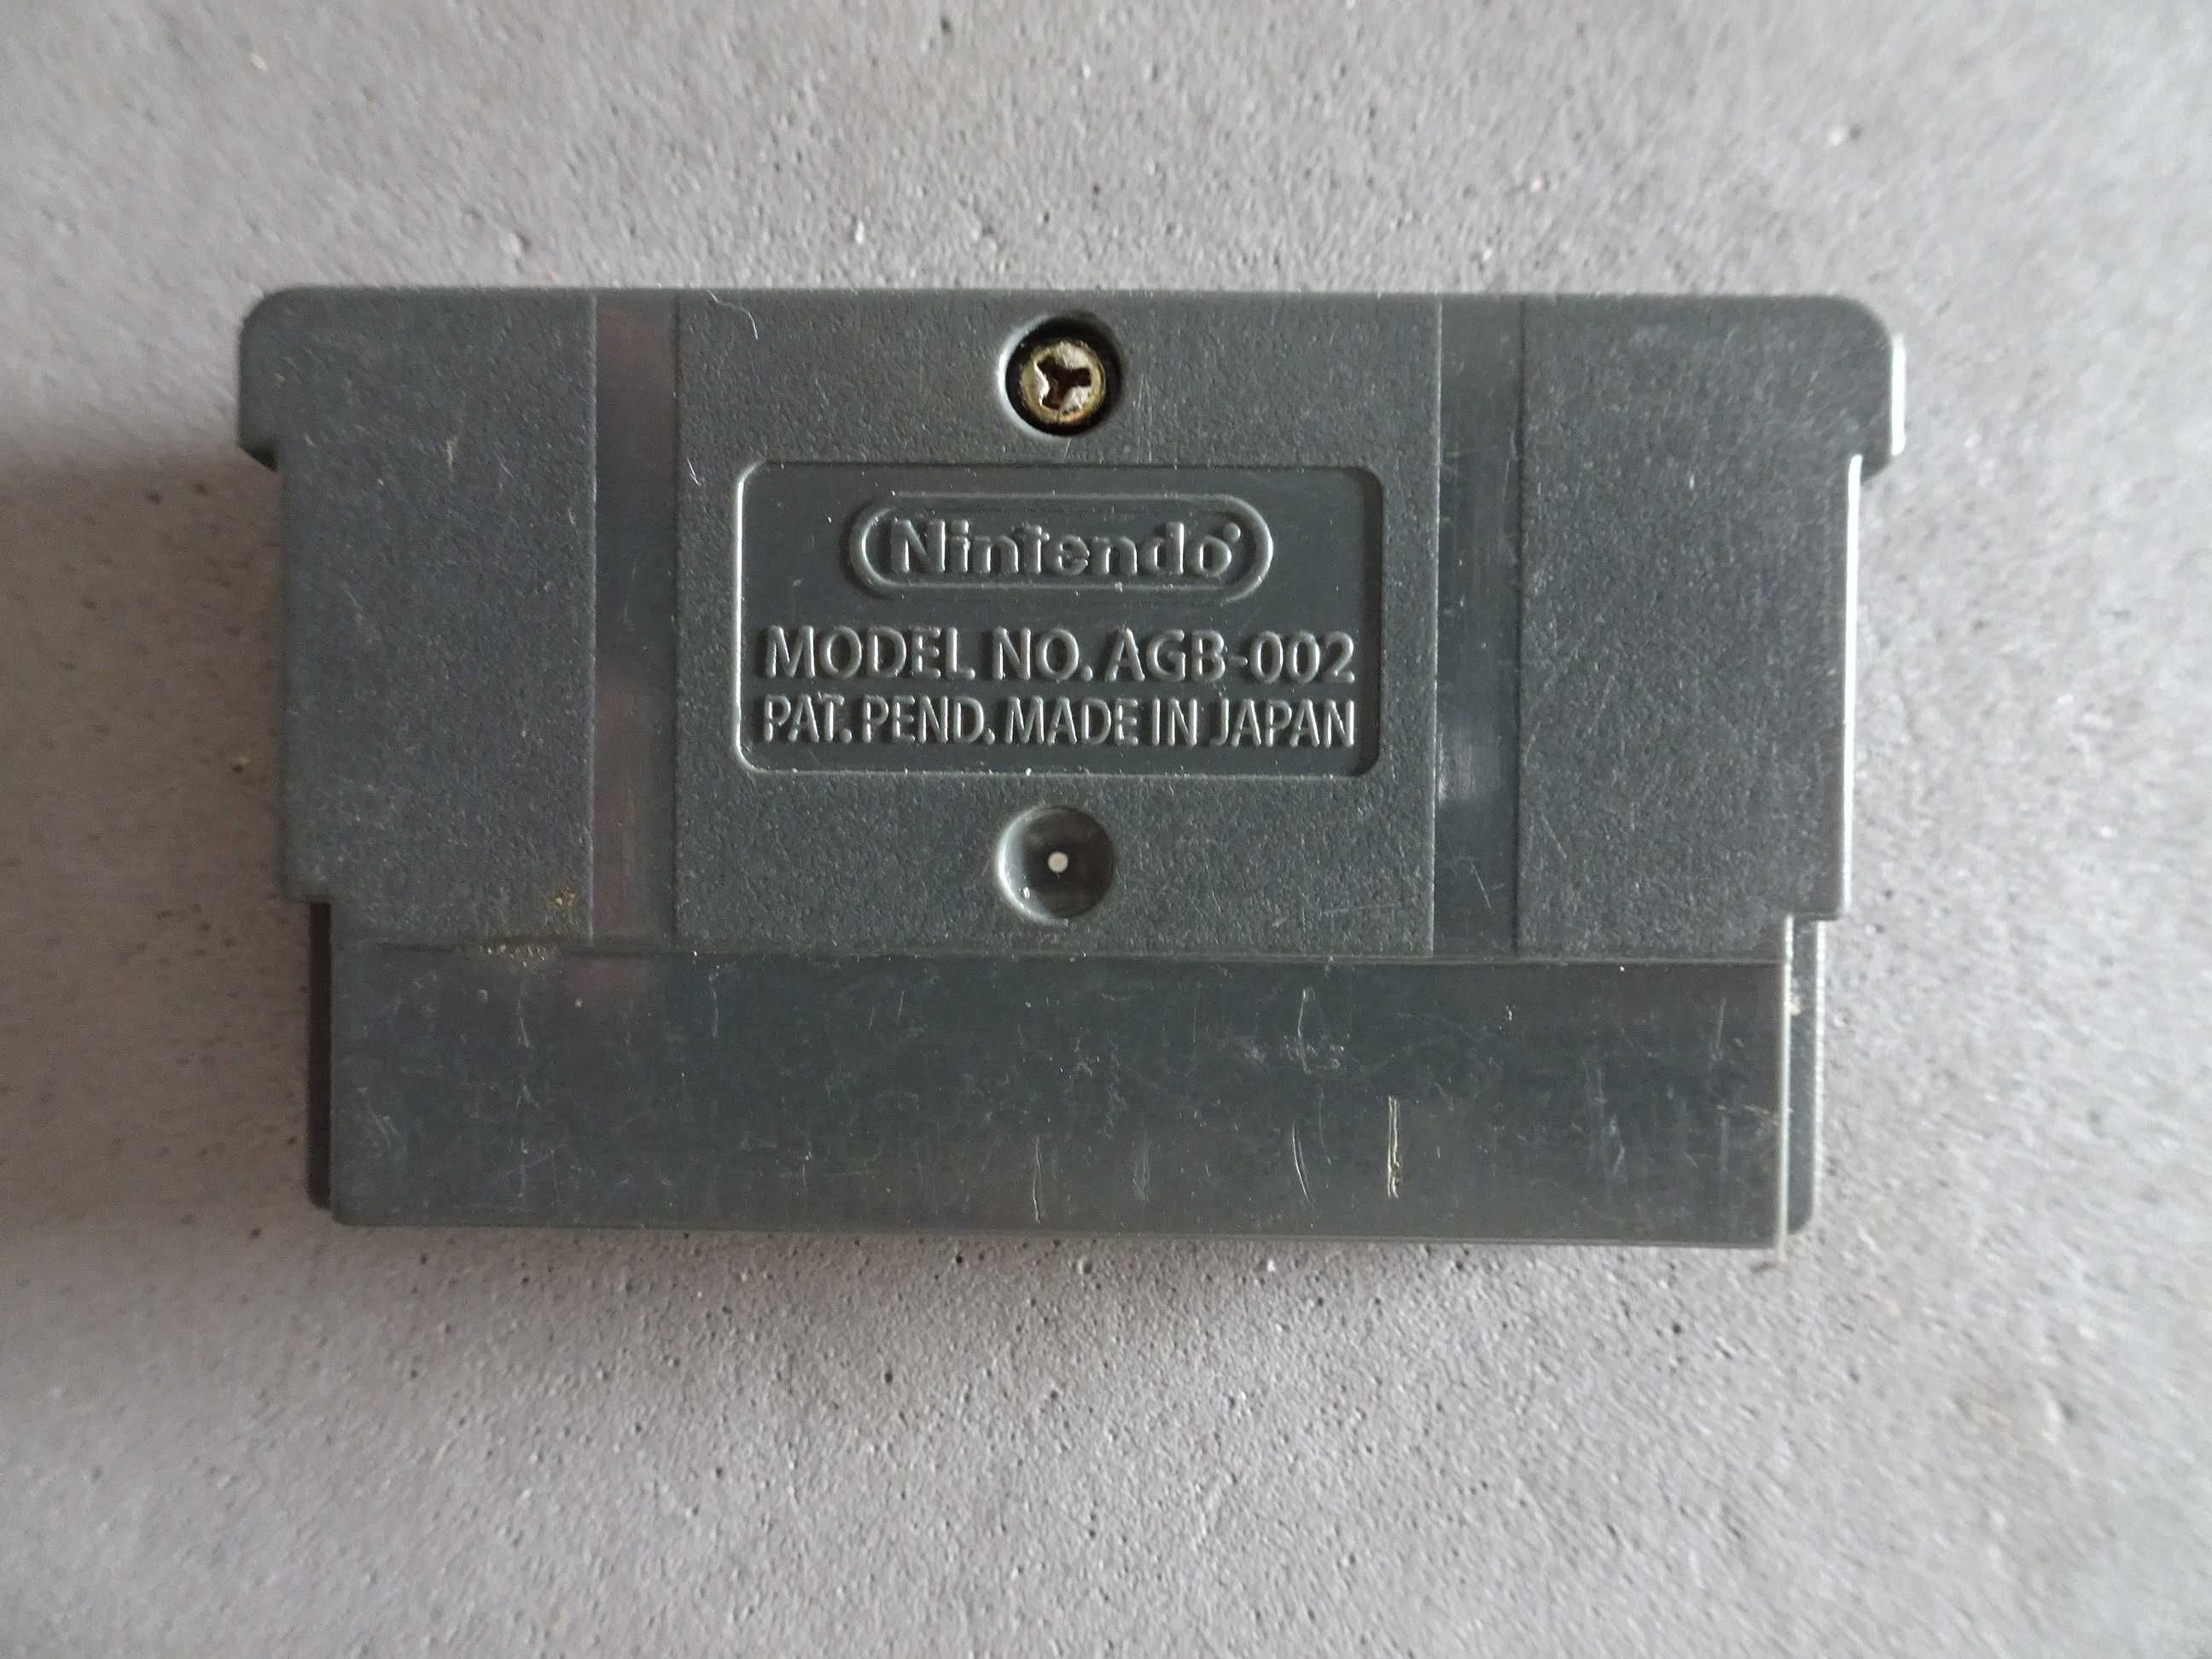 Nintendo
MODEL NO. AGB-002
PAT. PEND. MADE IN JAPAN